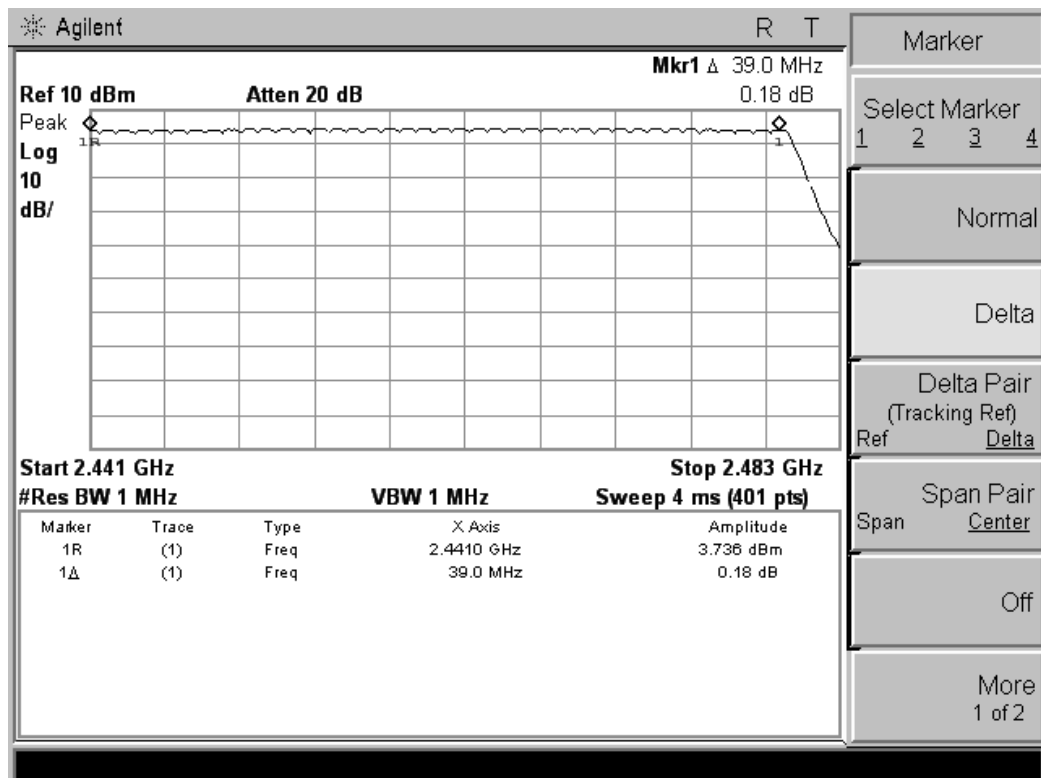 Agilent R T
Mkr1 Δ 39.0 MHz
Ref 10 dBm Atten 20 dB 0.18 dB
Peak
Log
10
dB/
1R
1
Start 2.441 GHz Stop 2.483 GHz
#Res BW 1 MHz VBW 1 MHz Sweep 4 ms (401 pts)
Marker Trace Type X Axis Amplitude
1R (1) Freq 2.4410 GHz 3.736 dBm
1Δ (1) Freq 39.0 MHz 0.18 dB
Marker
Select Marker
1 2 3 4
Normal
Delta
Delta Pair
(Tracking Ref)
Ref Delta
Span Pair
Span Center
Off
More
1 of 2